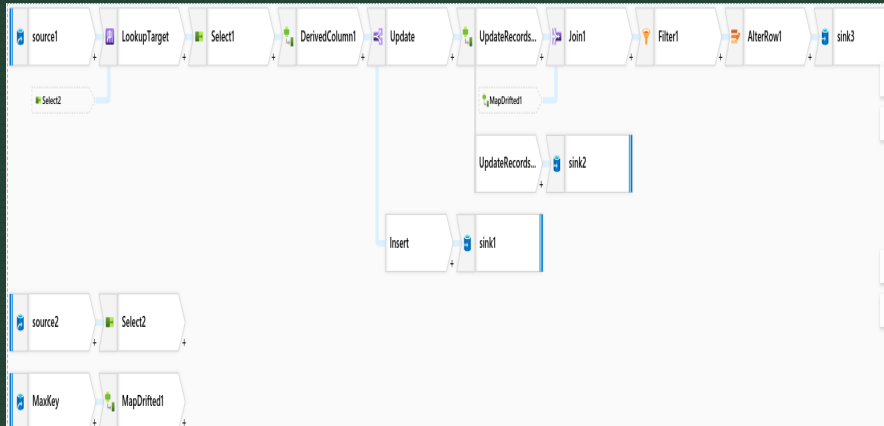 source1
LookupTarget
Select1
DerivedColumn1
Update
UpdateRecords...
Join1
Filter1
AlterRow1
sink3
Select2
MapDrifted1
UpdateRecords...
sink2
Insert
sink1
source2
Select2
MaxKey
MapDrifted1